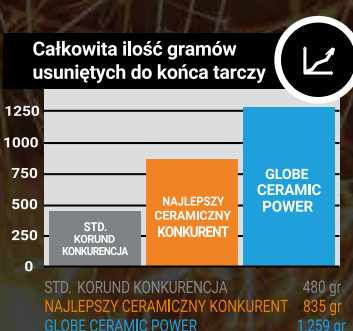 Całkowita ilość gramów
usuniętych do końca tarczy
1250
1000
750
500
250
0
STD.
KORUND
KONKURENCJA
NAJLEPSZY
CERAMICZNY
KONKURENT
GLOBE
CERAMIC
POWER
STD. KORUND KONKURENCJA 480 gr
NAJLEPSZY CERAMICZNY KONKURENT 835 gr
GLOBE CERAMIC POWER 1.259 gr